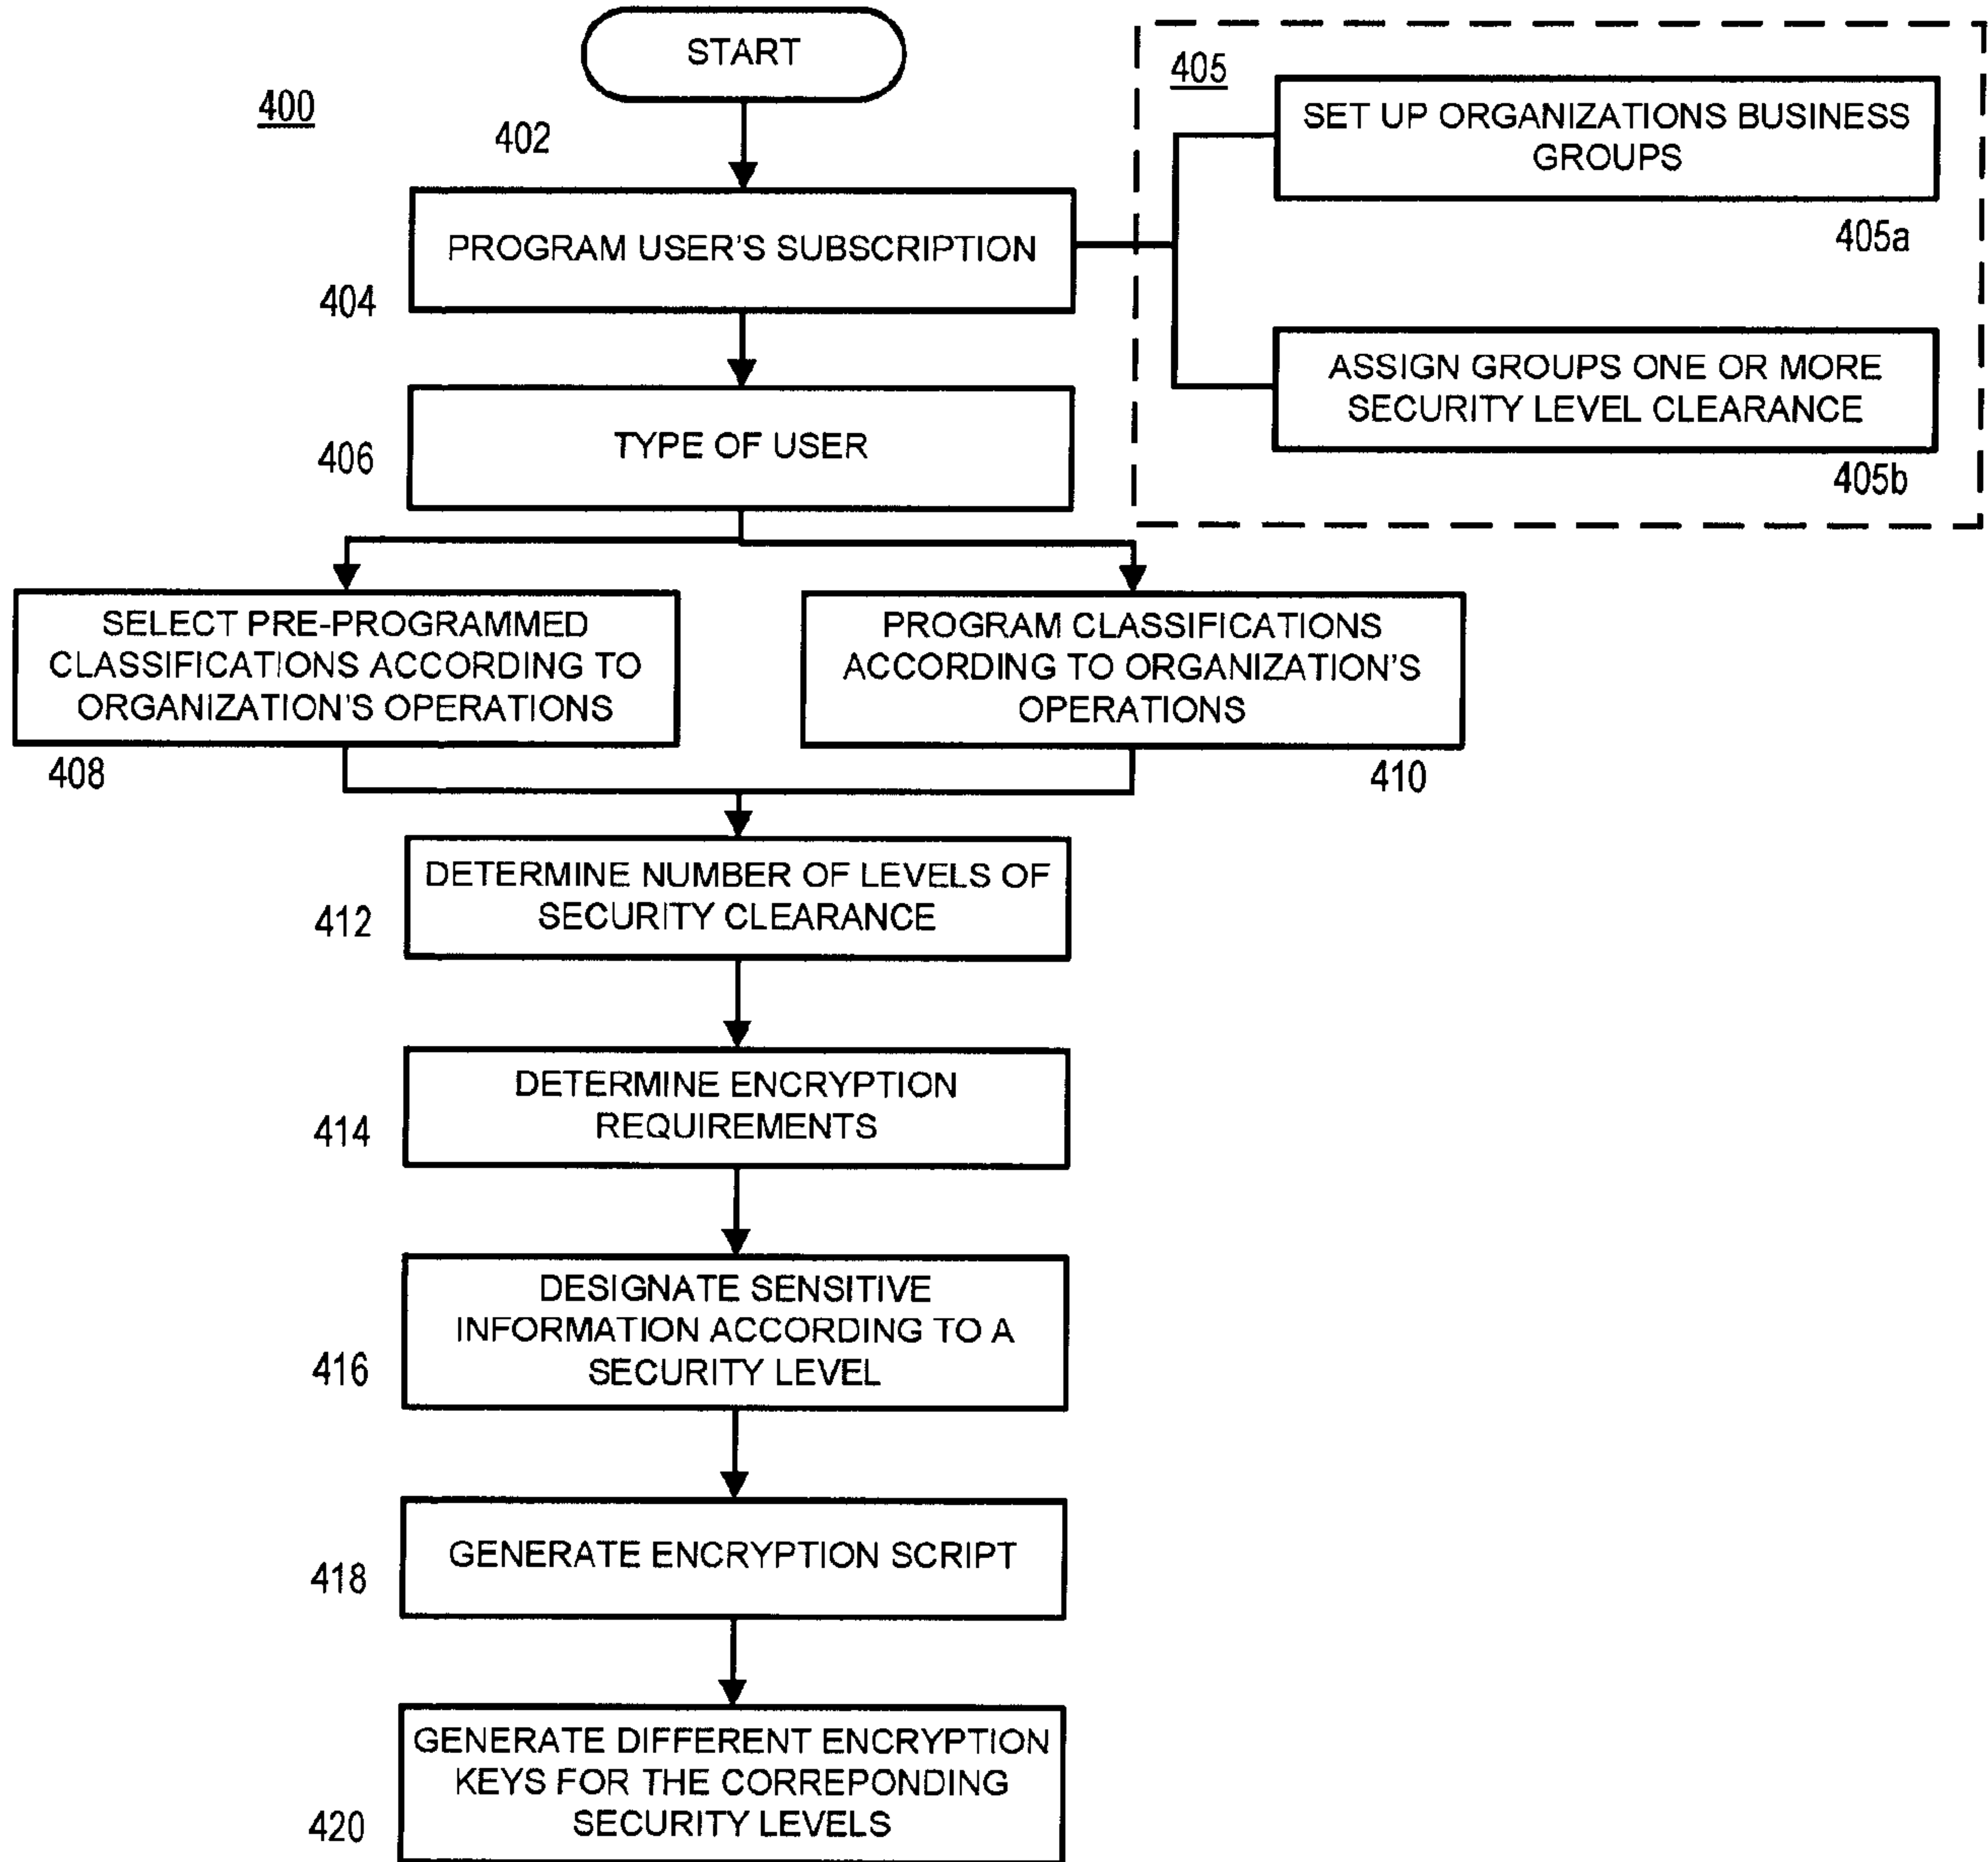 START
400
402
405
SET UP ORGANIZATIONS BUSINESS
GROUPS
405a
PROGRAM USER'S SUBSCRIPTION
404
ASSIGN GROUPS ONE OR MORE
SECURITY LEVEL CLEARANCE
405b
TYPE OF USER
406
SELECT PRE-PROGRAMMED
CLASSIFICATIONS ACCORDING TO
ORGANIZATION'S OPERATIONS
408
PROGRAM CLASSIFICATIONS
ACCORDING TO ORGANIZATION'S
OPERATIONS
410
DETERMINE NUMBER OF LEVELS OF
SECURITY CLEARANCE
412
DETERMINE ENCRYPTION
REQUIREMENTS
414
DESIGNATE SENSITIVE
INFORMATION ACCORDING TO A
SECURITY LEVEL
416
GENERATE ENCRYPTION SCRIPT
418
GENERATE DIFFERENT ENCRYPTION
KEYS FOR THE CORREPONDING
SECURITY LEVELS
420